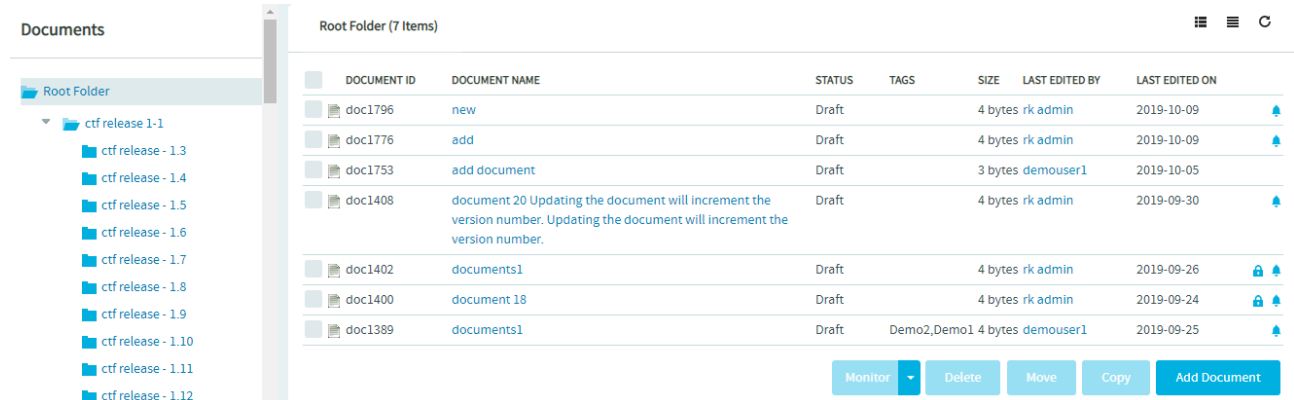 Documents
Root Folder
ctf release 1-1
ctf release - 1.3
ctf release - 1.4
ctf release - 1.5
ctf release - 1.6
ctf release - 1.7
ctf release - 1.8
ctf release - 1.9
ctf release - 1.10
ctf release - 1.11
ctf release - 1.12
Root Folder (7 Items)
DOCUMENT ID DOCUMENT NAME STATUS TAGS SIZE LAST EDITED BY LAST EDITED ON
doc1796 new Draft 4 bytes rk admin 2019-10-09
doc1776 add Draft 4 bytes rk admin 2019-10-09
doc1753 add document Draft 3 bytes demouser1 2019-10-05
doc1408 document 20 Updating the document will increment the Draft 4 bytes rk admin 2019-09-30
version number. Updating the document will increment the
version number.
doc1402 documents1 Draft 4 bytes rk admin 2019-09-26
doc1400 document 18 Draft 4 bytes rk admin 2019-09-24
doc1389 documents1 Draft Demo2,Demo1 4 bytes demouser1 2019-09-25
Monitor Delete Move Copy Add Document